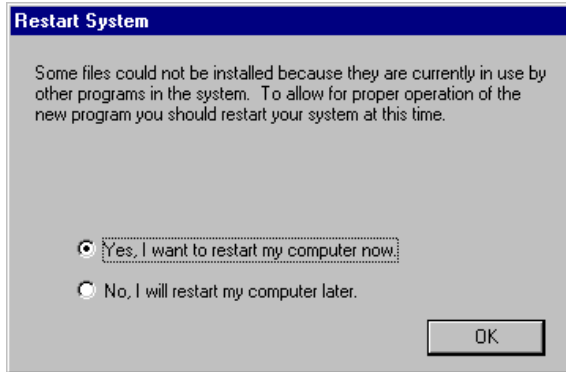 Restart System
Some files could not be installed because they are currently in use by
other programs in the system.  To allow for proper operation of the
new program you should restart your system at this time.
Yes, I want to restart my computer now.
No, I will restart my computer later.
OK